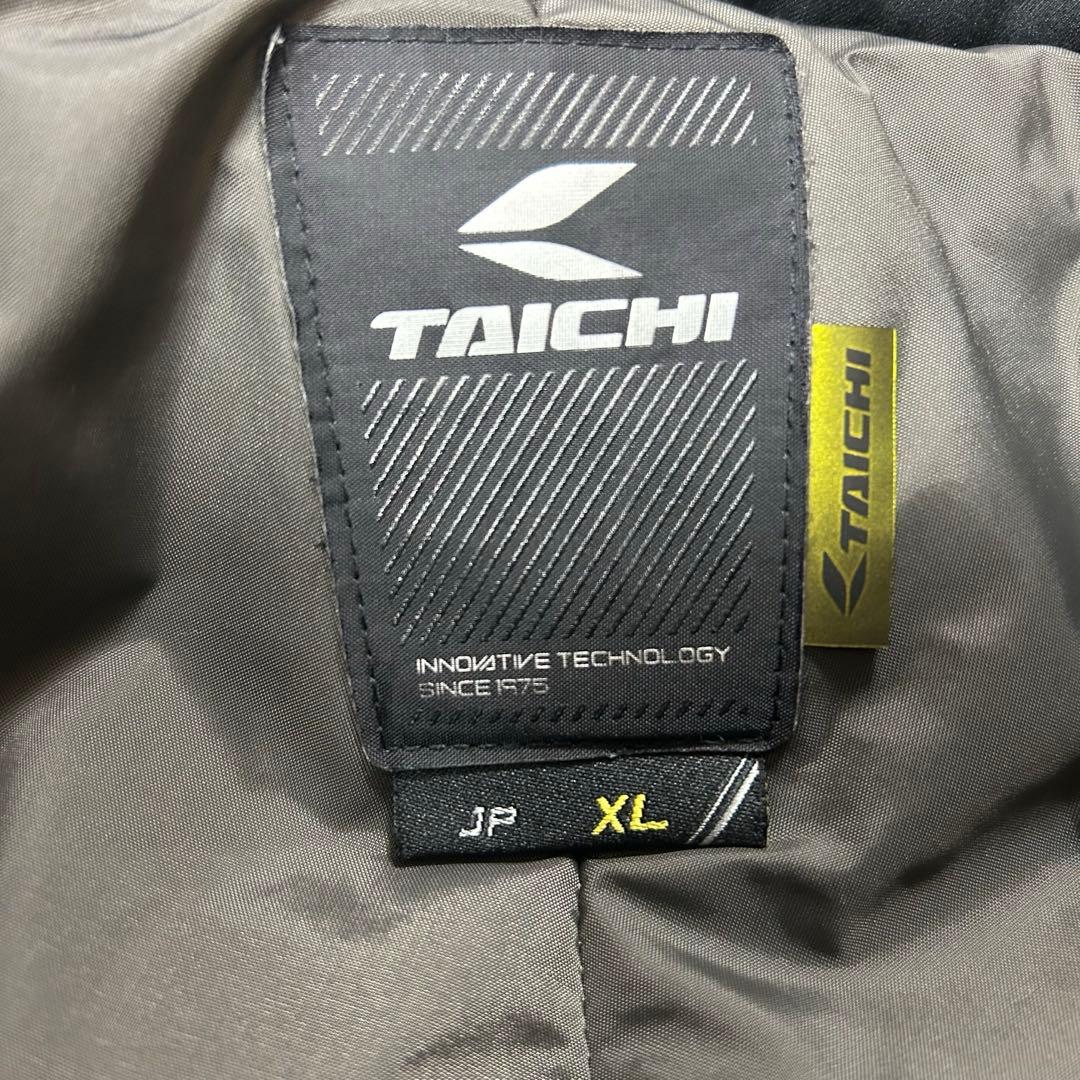 TAICHI
INNOVATIVE TECHNOLOGY
SINCE 1975
JP XL
TAICHI